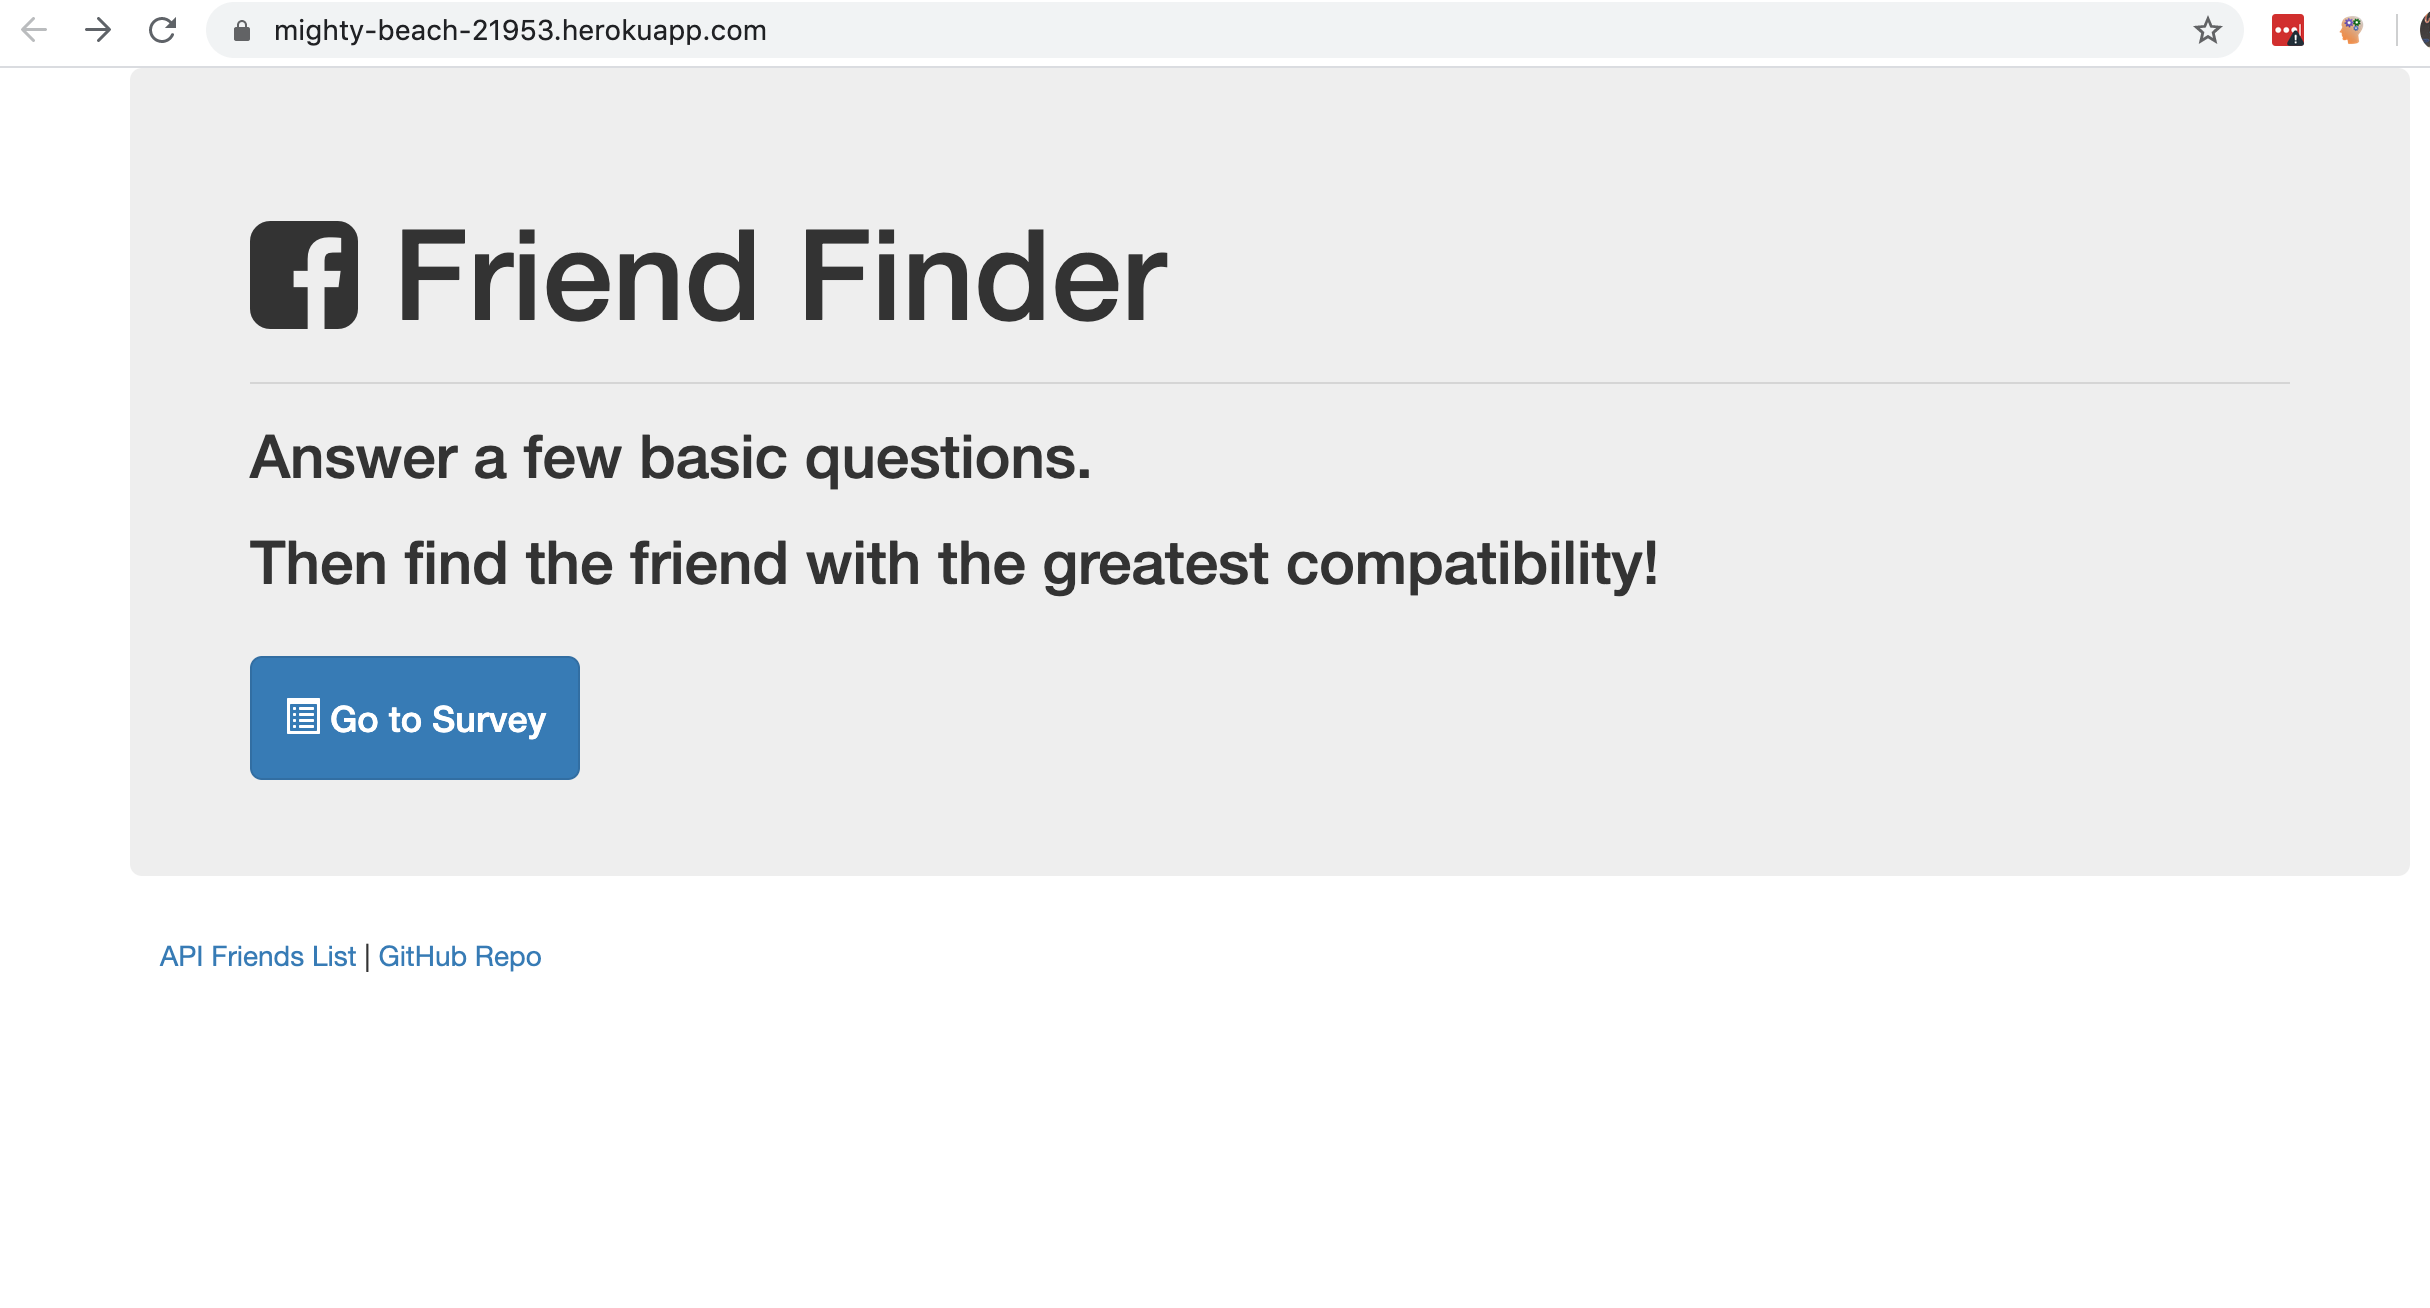 mighty-beach-21953.herokuapp.com
Friend Finder
Answer a few basic questions.
Then find the friend with the greatest compatibility!
Go to Survey
API Friends List | GitHub Repo